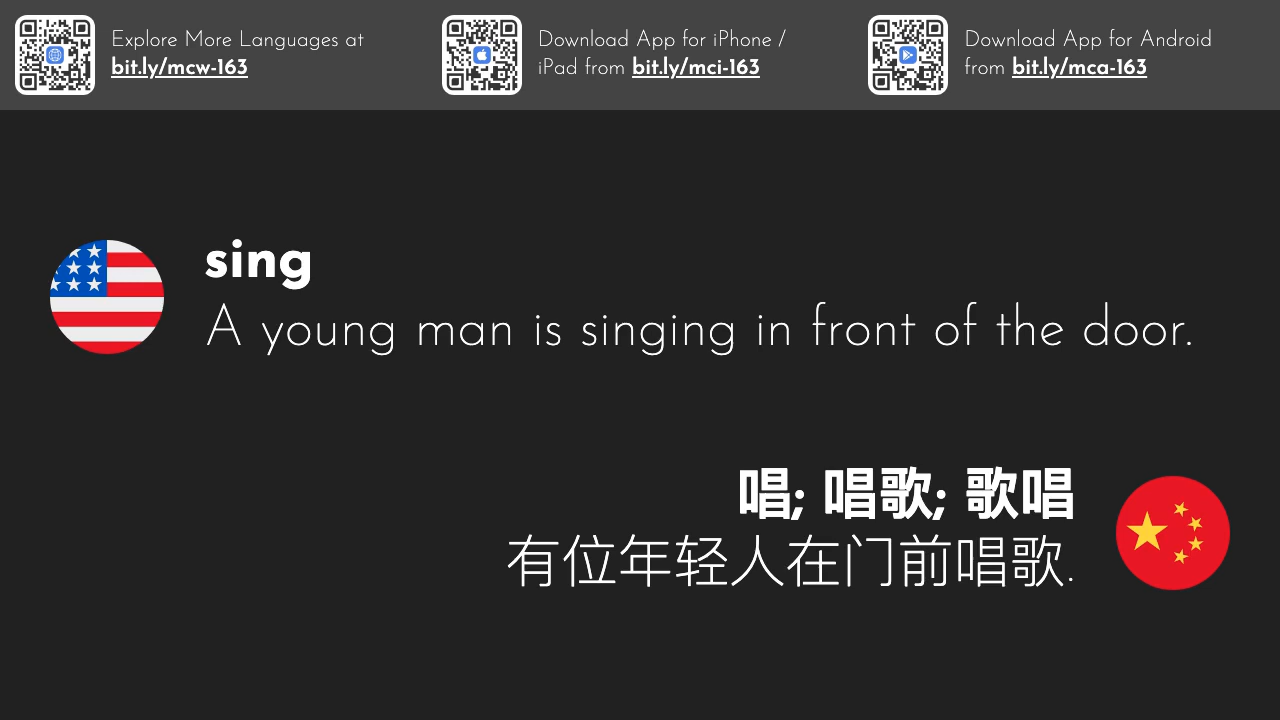 Explore More Languages at
bit.ly/mcw-163
Download App for iPhone /
iPad from bit.ly/mci-163
Download App for Android
from bit.ly/mca-163
sing
A young man is singing in front of the door.
唱; 唱歌; 歌唱
有位年轻人在门前唱歌.